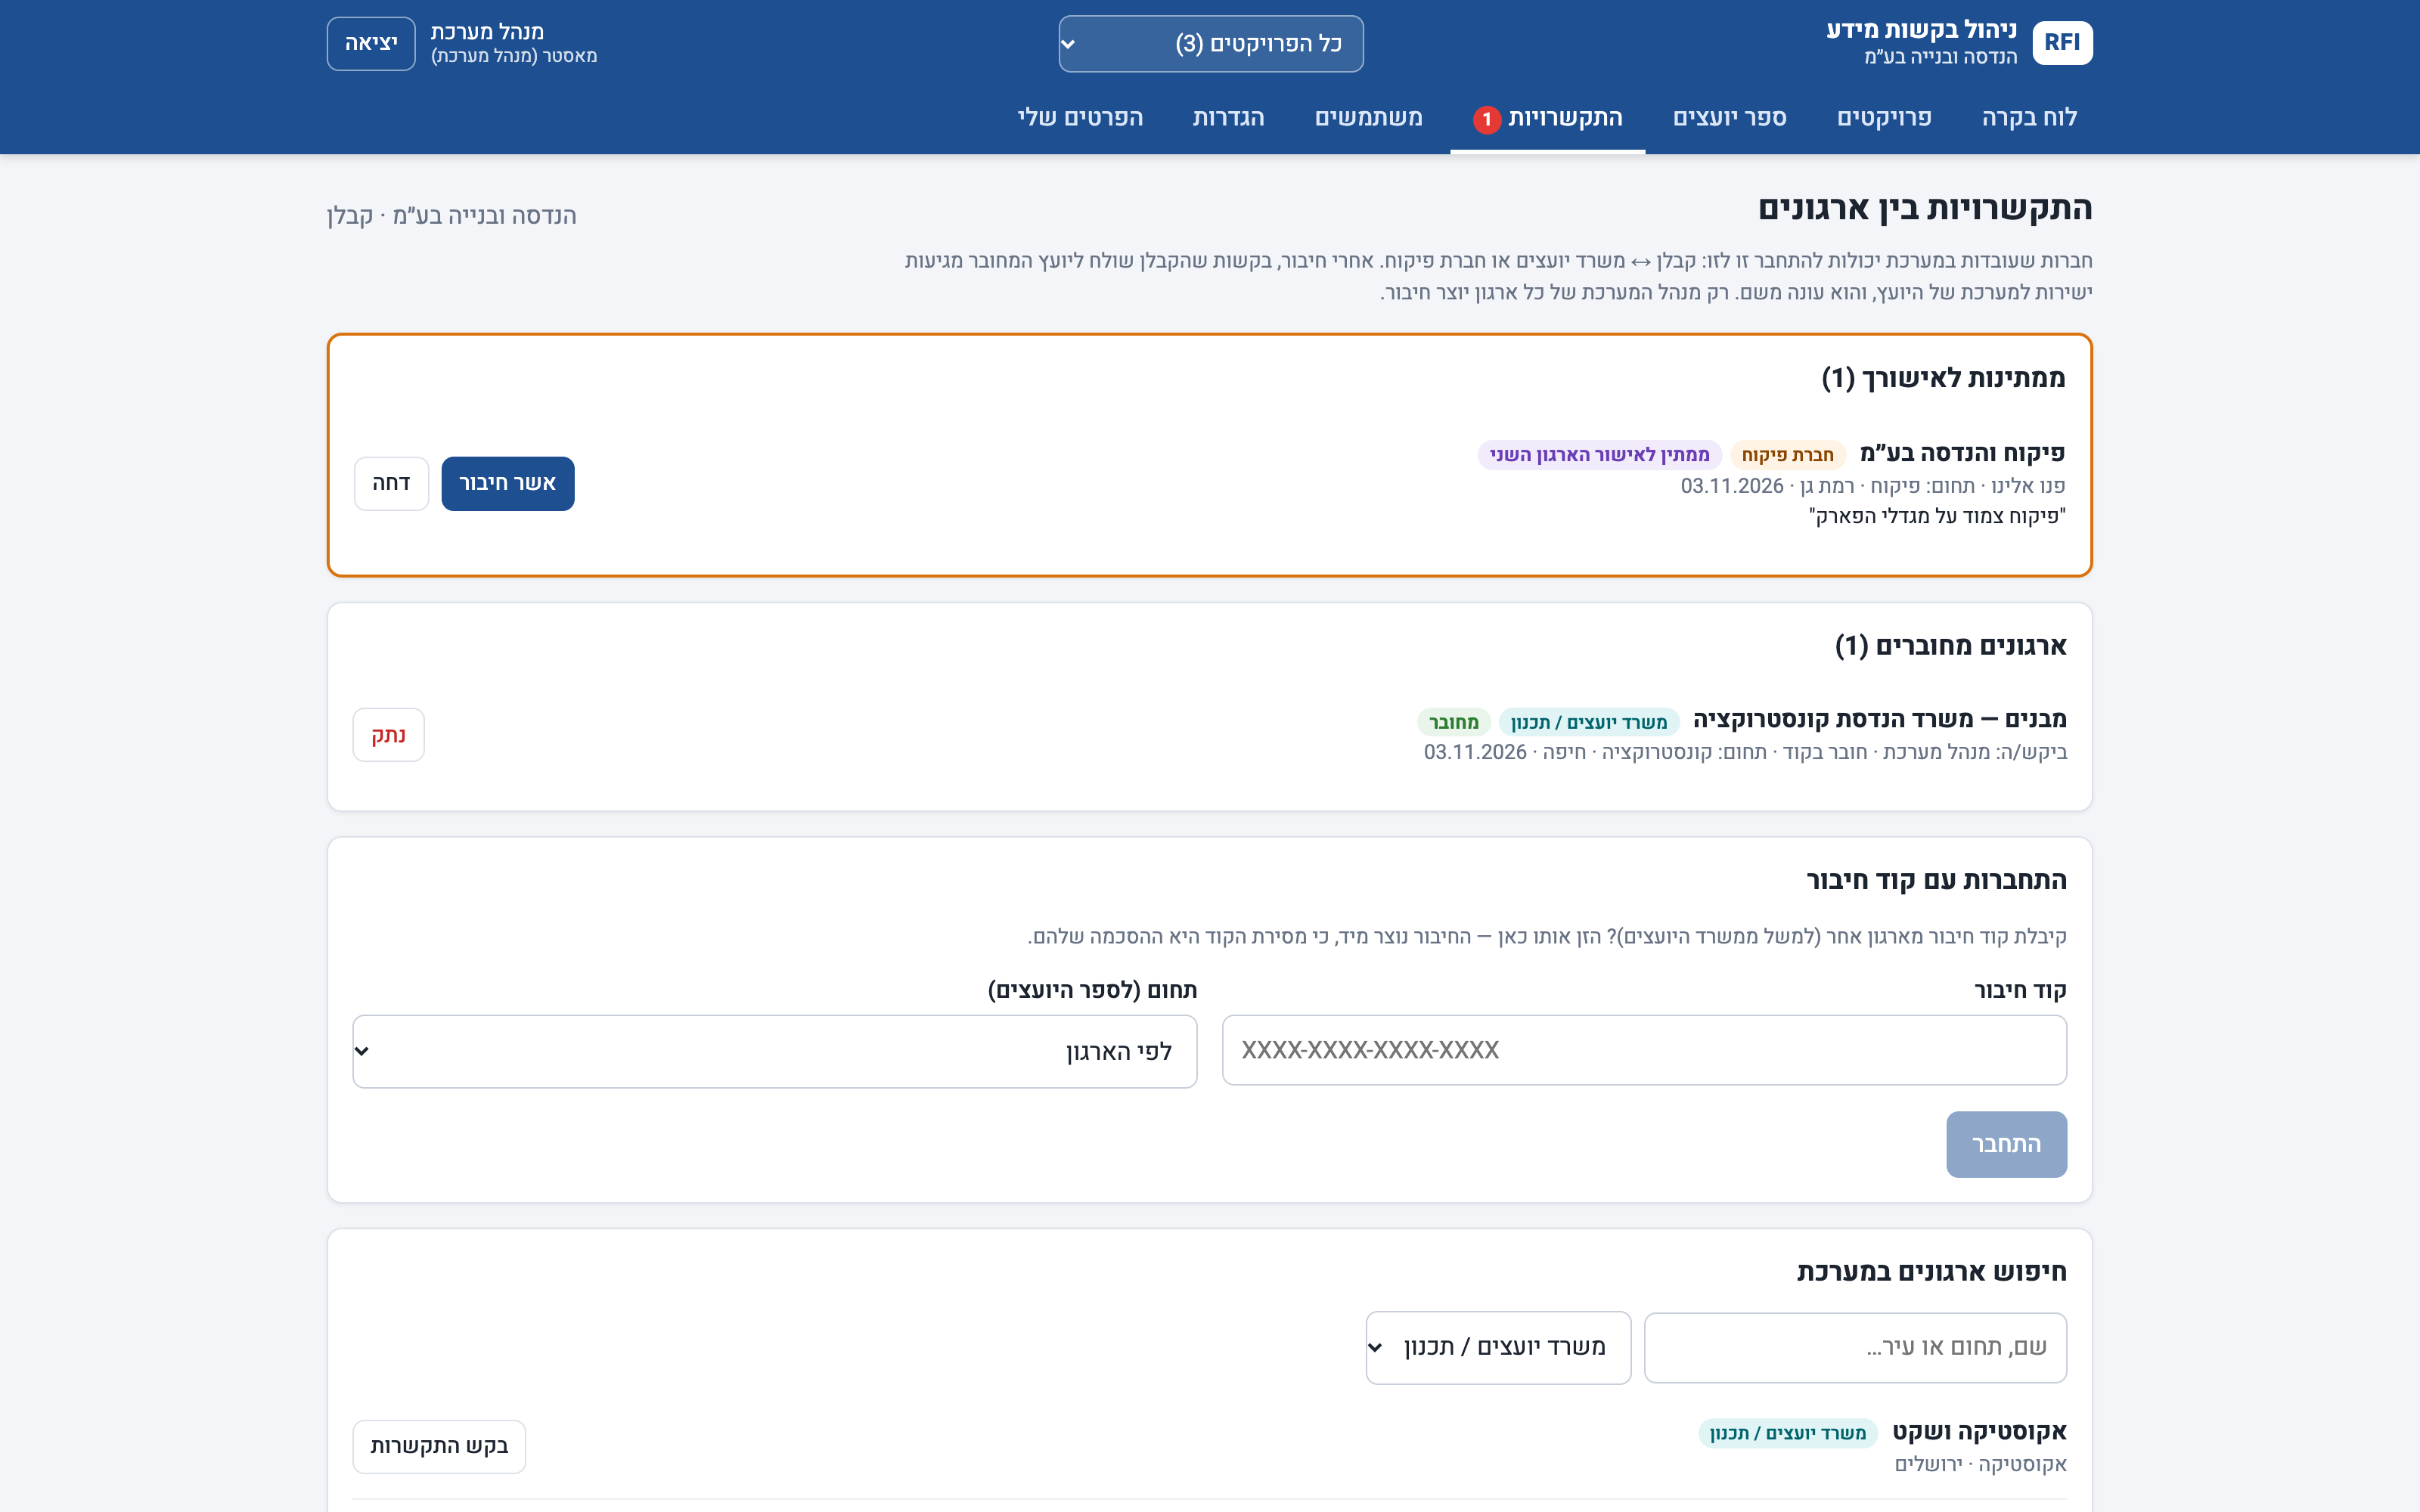 RFI
ניהול בקשות מידע
הנדסה ובנייה בע״מ
כל הפרויקטים (3)
מנהל מערכת
מאסטר (מנהל מערכת)
יציאה
לוח בקרה
פרויקטים
ספר יועצים
התקשרויות 1
משתמשים
הגדרות
הפרטים שלי
התקשרויות בין ארגונים
הנדסה ובנייה בע״מ · קבלן
חברות שעובדות במערכת יכולות להתחבר זו לזו: קבלן ↔ משרד יועצים או חברת פיקוח. אחרי חיבור, בקשות שהקבלן שולח ליועץ המחובר מגיעות
ישירות למערכת של היועץ, והוא עונה משם. רק מנהל המערכת של כל ארגון יוצר חיבור.
ממתינות לאישורך (1)
פיקוח והנדסה בע״מ חברת פיקוח ממתין לאישור הארגון השני
פנו אלינו · תחום: פיקוח · רמת גן · 03.11.2026
"פיקוח צמוד על מגדלי הפארק"
אשר חיבור
דחה
ארגונים מחוברים (1)
מבנים — משרד הנדסת קונסטרוקציה משרד יועצים / תכנון מחובר
ביקש/ה: מנהל מערכת · חובר בקוד · תחום: קונסטרוקציה · חיפה · 03.11.2026
נתק
התחברות עם קוד חיבור
קיבלת קוד חיבור מארגון אחר (למשל ממשרד היועצים)? הזן אותו כאן — החיבור נוצר מיד, כי מסירת הקוד היא ההסכמה שלהם.
קוד חיבור
XXXX-XXXX-XXXX-XXXX
תחום (לספר היועצים)
לפי הארגון
התחבר
חיפוש ארגונים במערכת
שם, תחום או עיר...
משרד יועצים / תכנון
אקוסטיקה ושקט משרד יועצים / תכנון
אקוסטיקה · ירושלים
בקש התקשרות